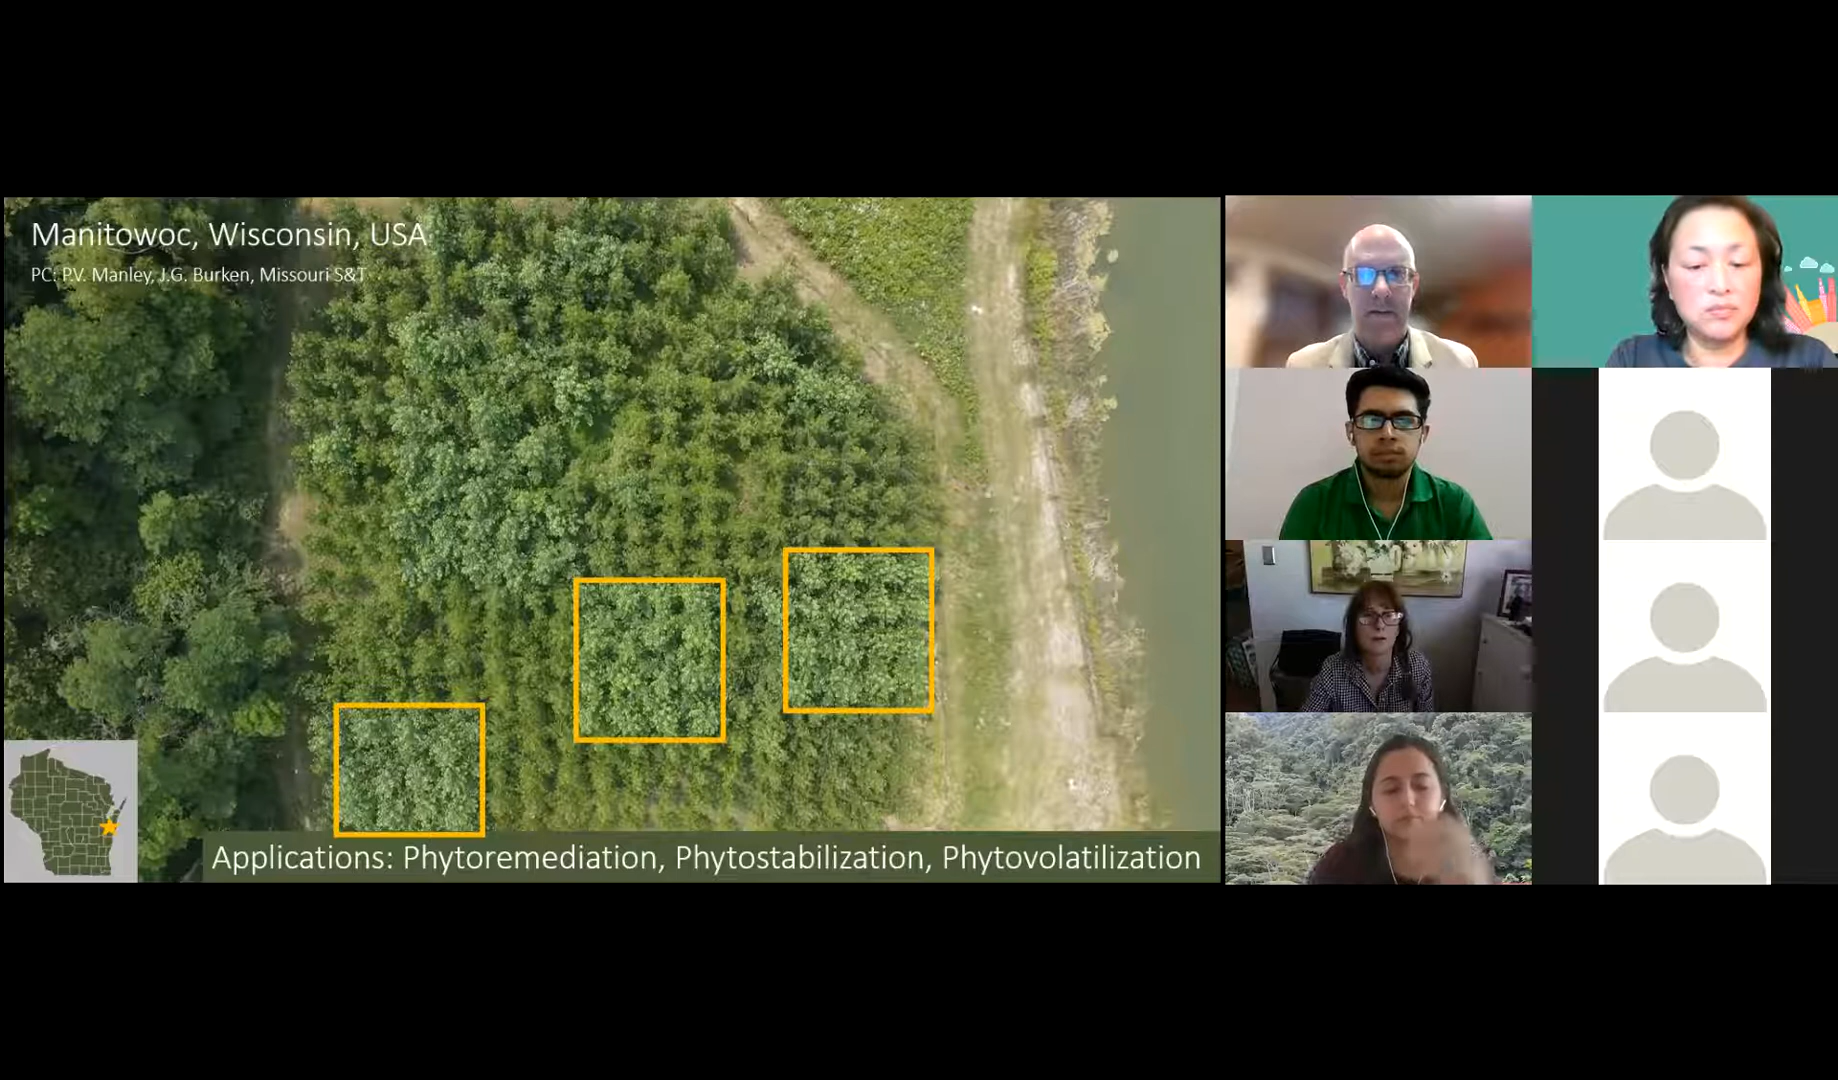 Manitowoc, Wisconsin, USA
PC: P.V. Manley, J.G. Burken, Missouri S&T
Applications: Phytoremediation, Phytostabilization, Phytovolatilization